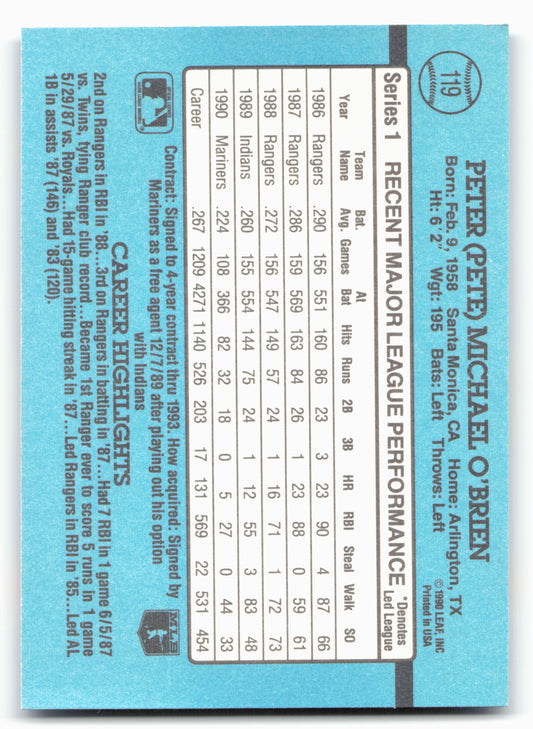 119
PETER (PETE) MICHAEL O'BRIEN
Born: Feb. 9, 1958 Santa Monica, CA Home: Arlington, TX
Ht: 6'2" Wgt: 195 Bats: Left Throws: Left
©1990 LEAF, INC
Printed in USA
Series 1 RECENT MAJOR LEAGUE PERFORMANCE *Denotes Led League
Year Team Name Bat. Avg. Games At Bat Hits Runs 2B 3B HR RBI Steal Walk SO
1986 Rangers .290 156 551 160 86 23 3 23 90 4 87 66
1987 Rangers .286 159 569 163 84 26 1 23 88 0 59 61
1988 Rangers .272 156 547 149 57 24 1 16 71 1 72 73
1989 Indians .260 155 554 144 75 24 1 12 55 3 83 48
1990 Mariners .224 108 366 82 32 18 0 5 27 0 44 33
Career .267 1209 4271 1140 526 203 17 131 569 22 531 454
Contract: Signed to 4-year contract thru 1993. How acquired: Signed by
Mariners as a free agent 12/7/89 after playing out his option
with Indians
MLB
CAREER HIGHLIGHTS
2nd on Rangers in RBI in '88...3rd on Rangers in batting in '87...Had 7 RBI in 1 game 6/5/87
vs. Twins, tying Ranger club record...Became 1st Ranger ever to score 5 runs in 1 game
5/29/87 vs. Royals...Had 15-game hitting streak in '87...Led Rangers in RBI in '85...Led AL
1B in assists '87 (146) and '83 (120).